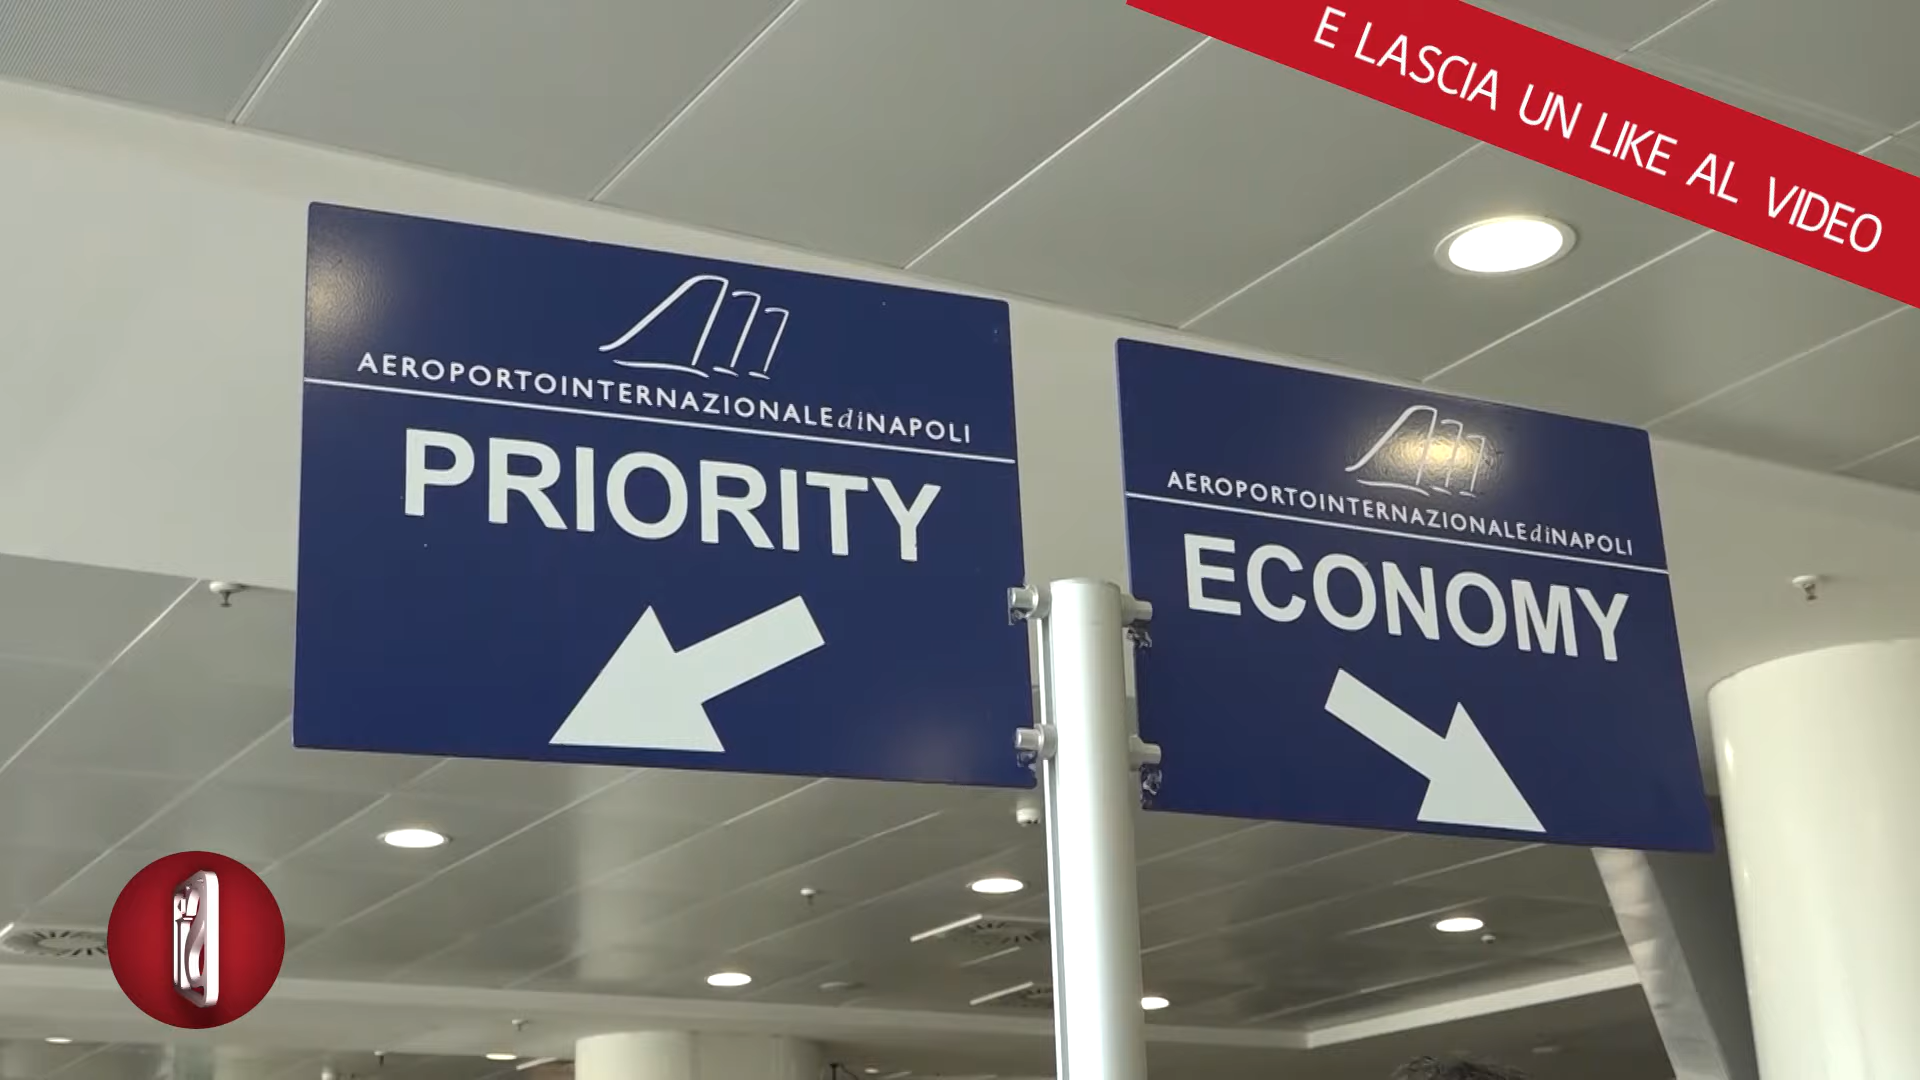 E LASCIA UN LIKE AL VIDEO
AEROPORTOINTERNAZIONALEdiNAPOLI
PRIORITY
AEROPORTOINTERNAZIONALEdiNAPOLI
ECONOMY